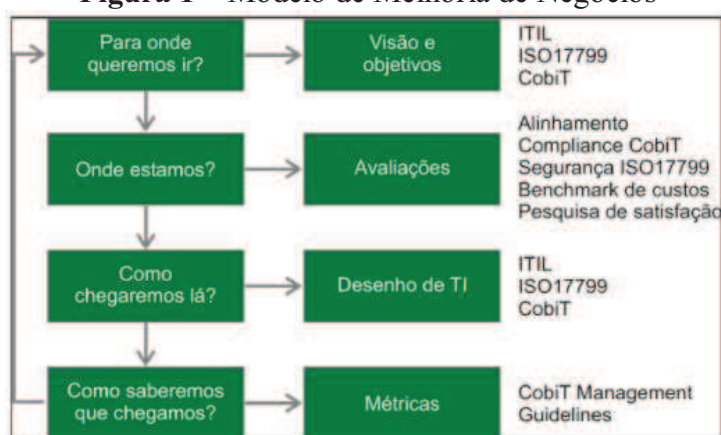 Figura 1 – Modelo de Melhoria de Negócios
Para onde
queremos ir?
Visão e
objetivos
ITIL
ISO17799
CobiT
Onde estamos?
Avaliações
Alinhamento
Compliance CobiT
Segurança ISO17799
Benchmark de custos
Pesquisa de satisfação
Como
chegaremos lá?
Desenho de TI
ITIL
ISO17799
CobiT
Como saberemos
que chegamos?
Métricas
CobiT Management
Guidelines